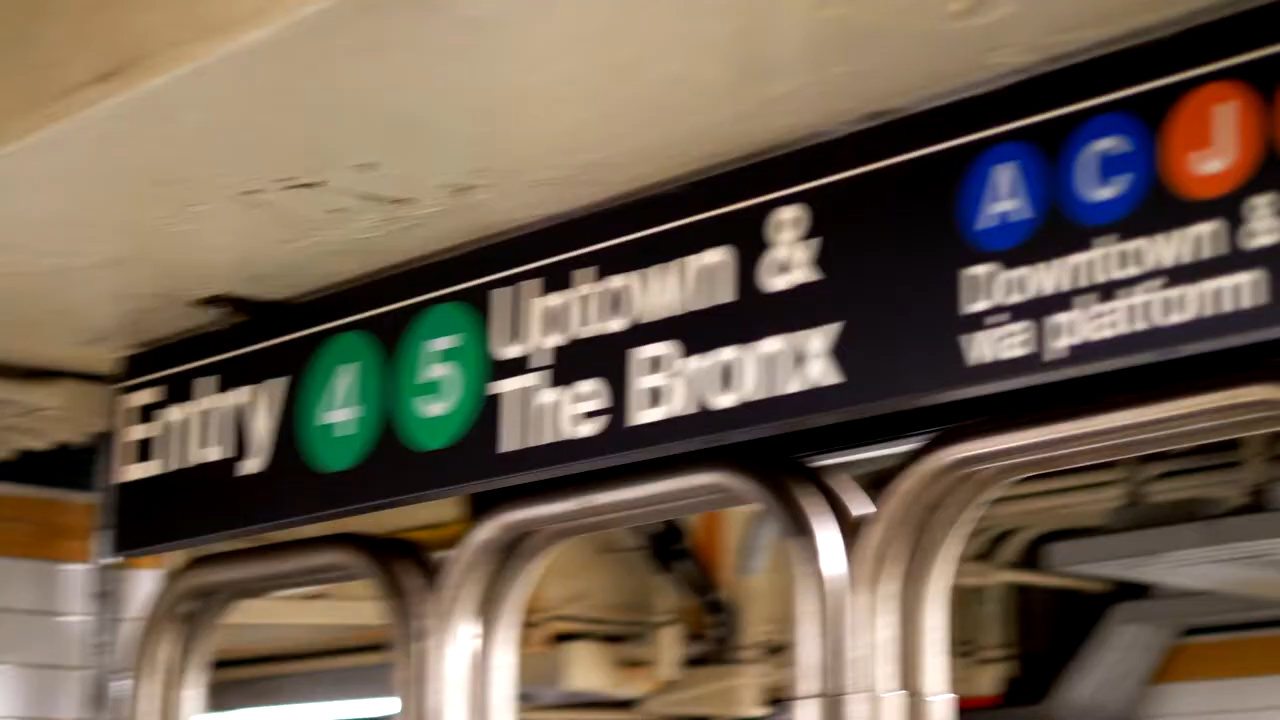 Entry 4 5 Uptown &
The Bronx
A C J
Downtown &
via platform